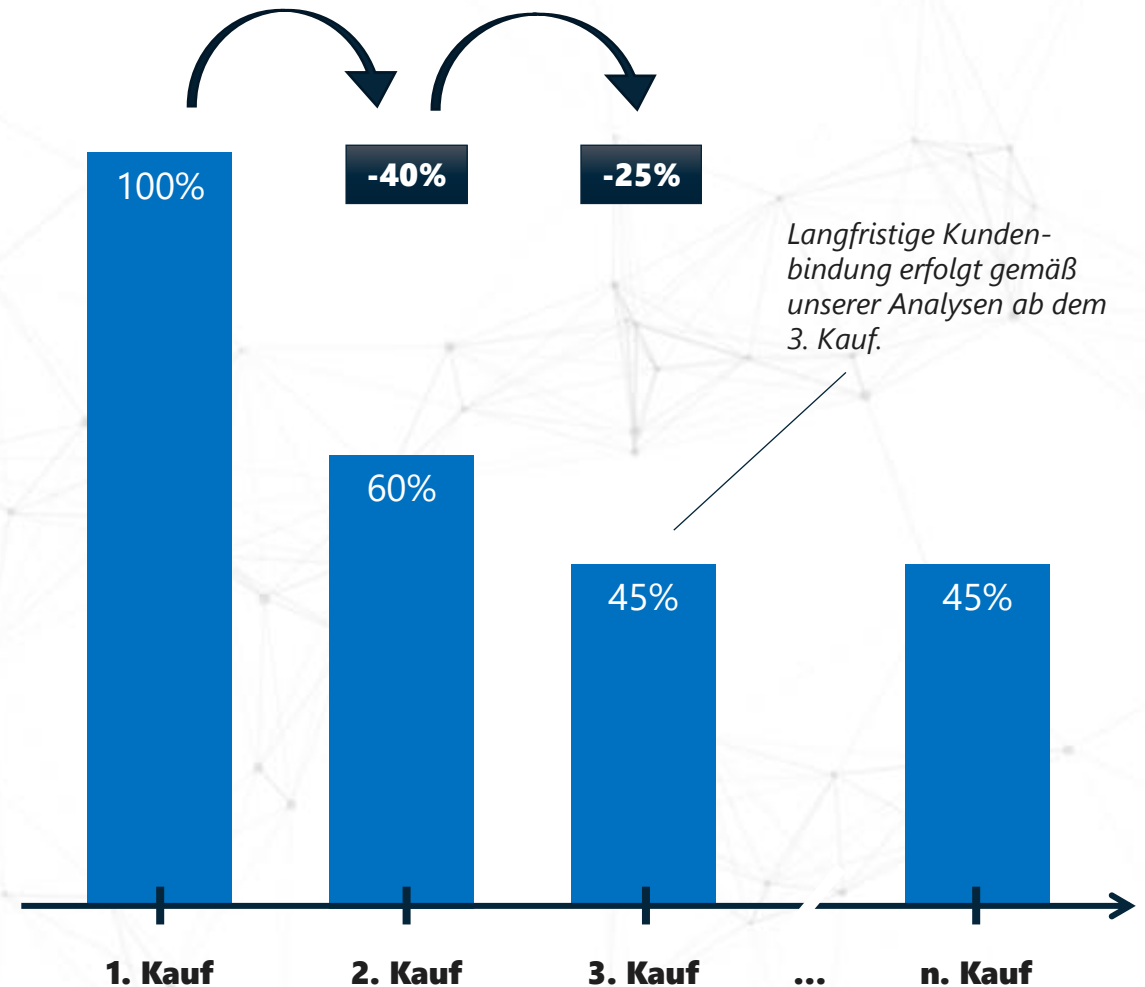 -40%
-25%
100%
Langfristige Kunden-
bindung erfolgt gemäß
unserer Analysen ab dem
3. Kauf.
60%
45%
45%
1. Kauf
2. Kauf
3. Kauf
...
n. Kauf